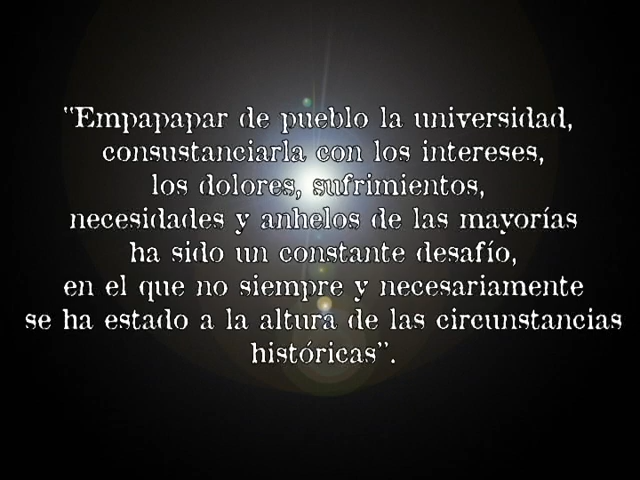 “Empapapar de pueblo la universidad,
consustanciarla con los intereses,
los dolores, sufrimientos,
necesidades y anhelos de las mayorías
ha sido un constante desafío,
en el que no siempre y necesariamente
se ha estado a la altura de las circunstancias
históricas”.